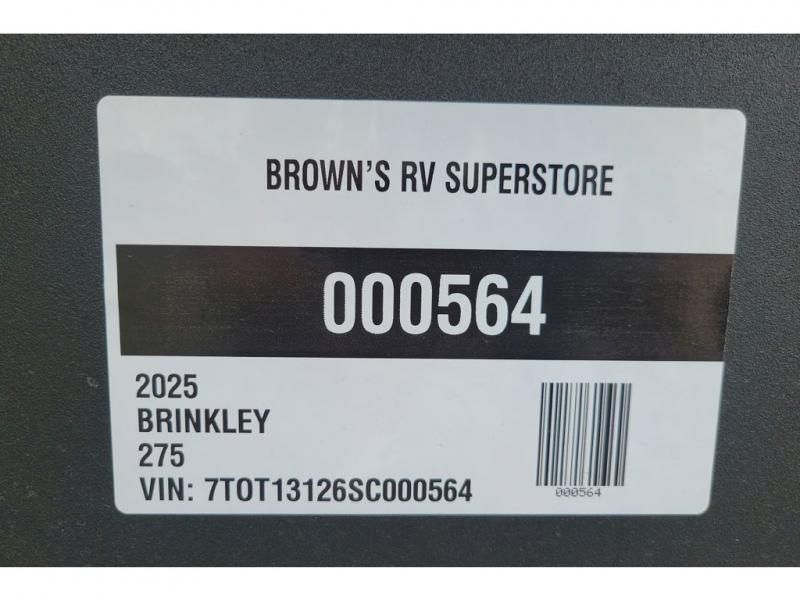 BROWN'S RV SUPERSTORE
000564
2025
BRINKLEY
275
VIN: 7TOT13126SC000564
000564